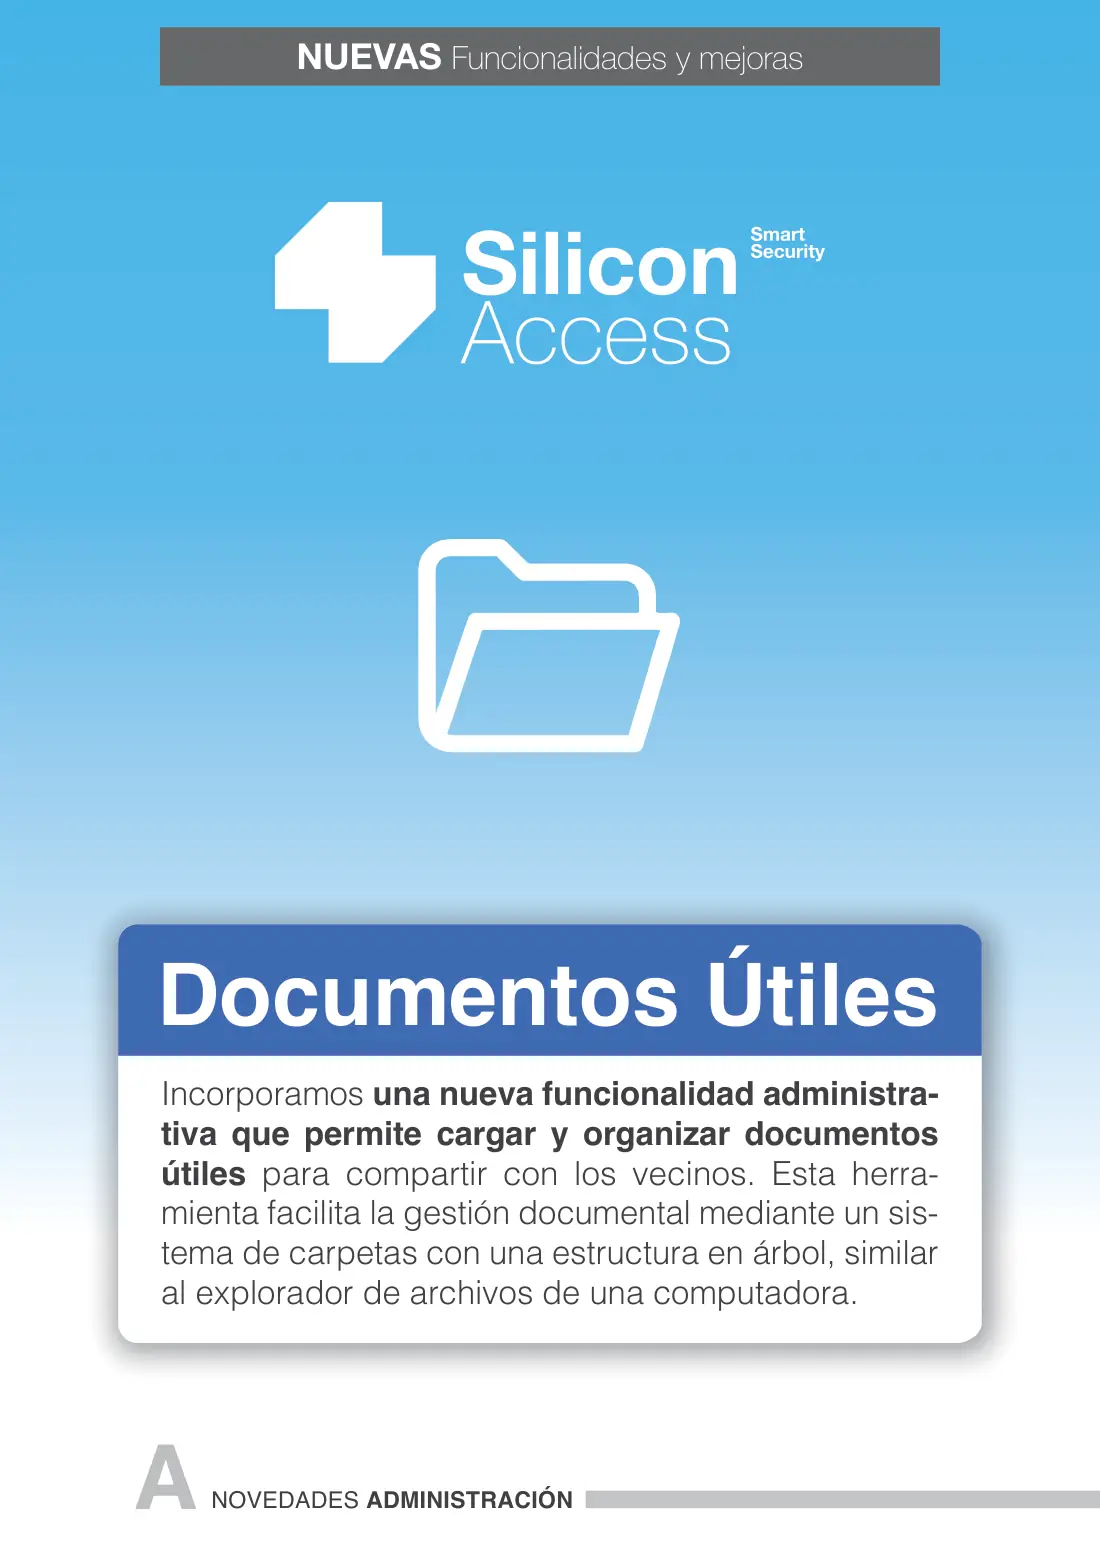 NUEVAS Funcionalidades y mejoras
Silicon
Access
Smart
Security
Documentos Útiles
Incorporamos una nueva funcionalidad administra-
tiva que permite cargar y organizar documentos
útiles para compartir con los vecinos. Esta herra-
mienta facilita la gestión documental mediante un sis-
tema de carpetas con una estructura en árbol, similar
al explorador de archivos de una computadora.
A NOVEDADES ADMINISTRACIÓN